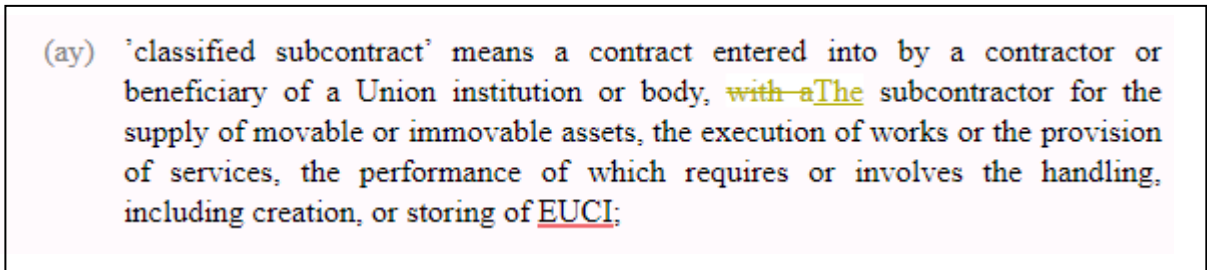 (ay) ’classified subcontract’ means a contract entered into by a contractor or
beneficiary of a Union institution or body, with aThe subcontractor for the
supply of movable or immovable assets, the execution of works or the provision
of services, the performance of which requires or involves the handling,
including creation, or storing of EUCI;